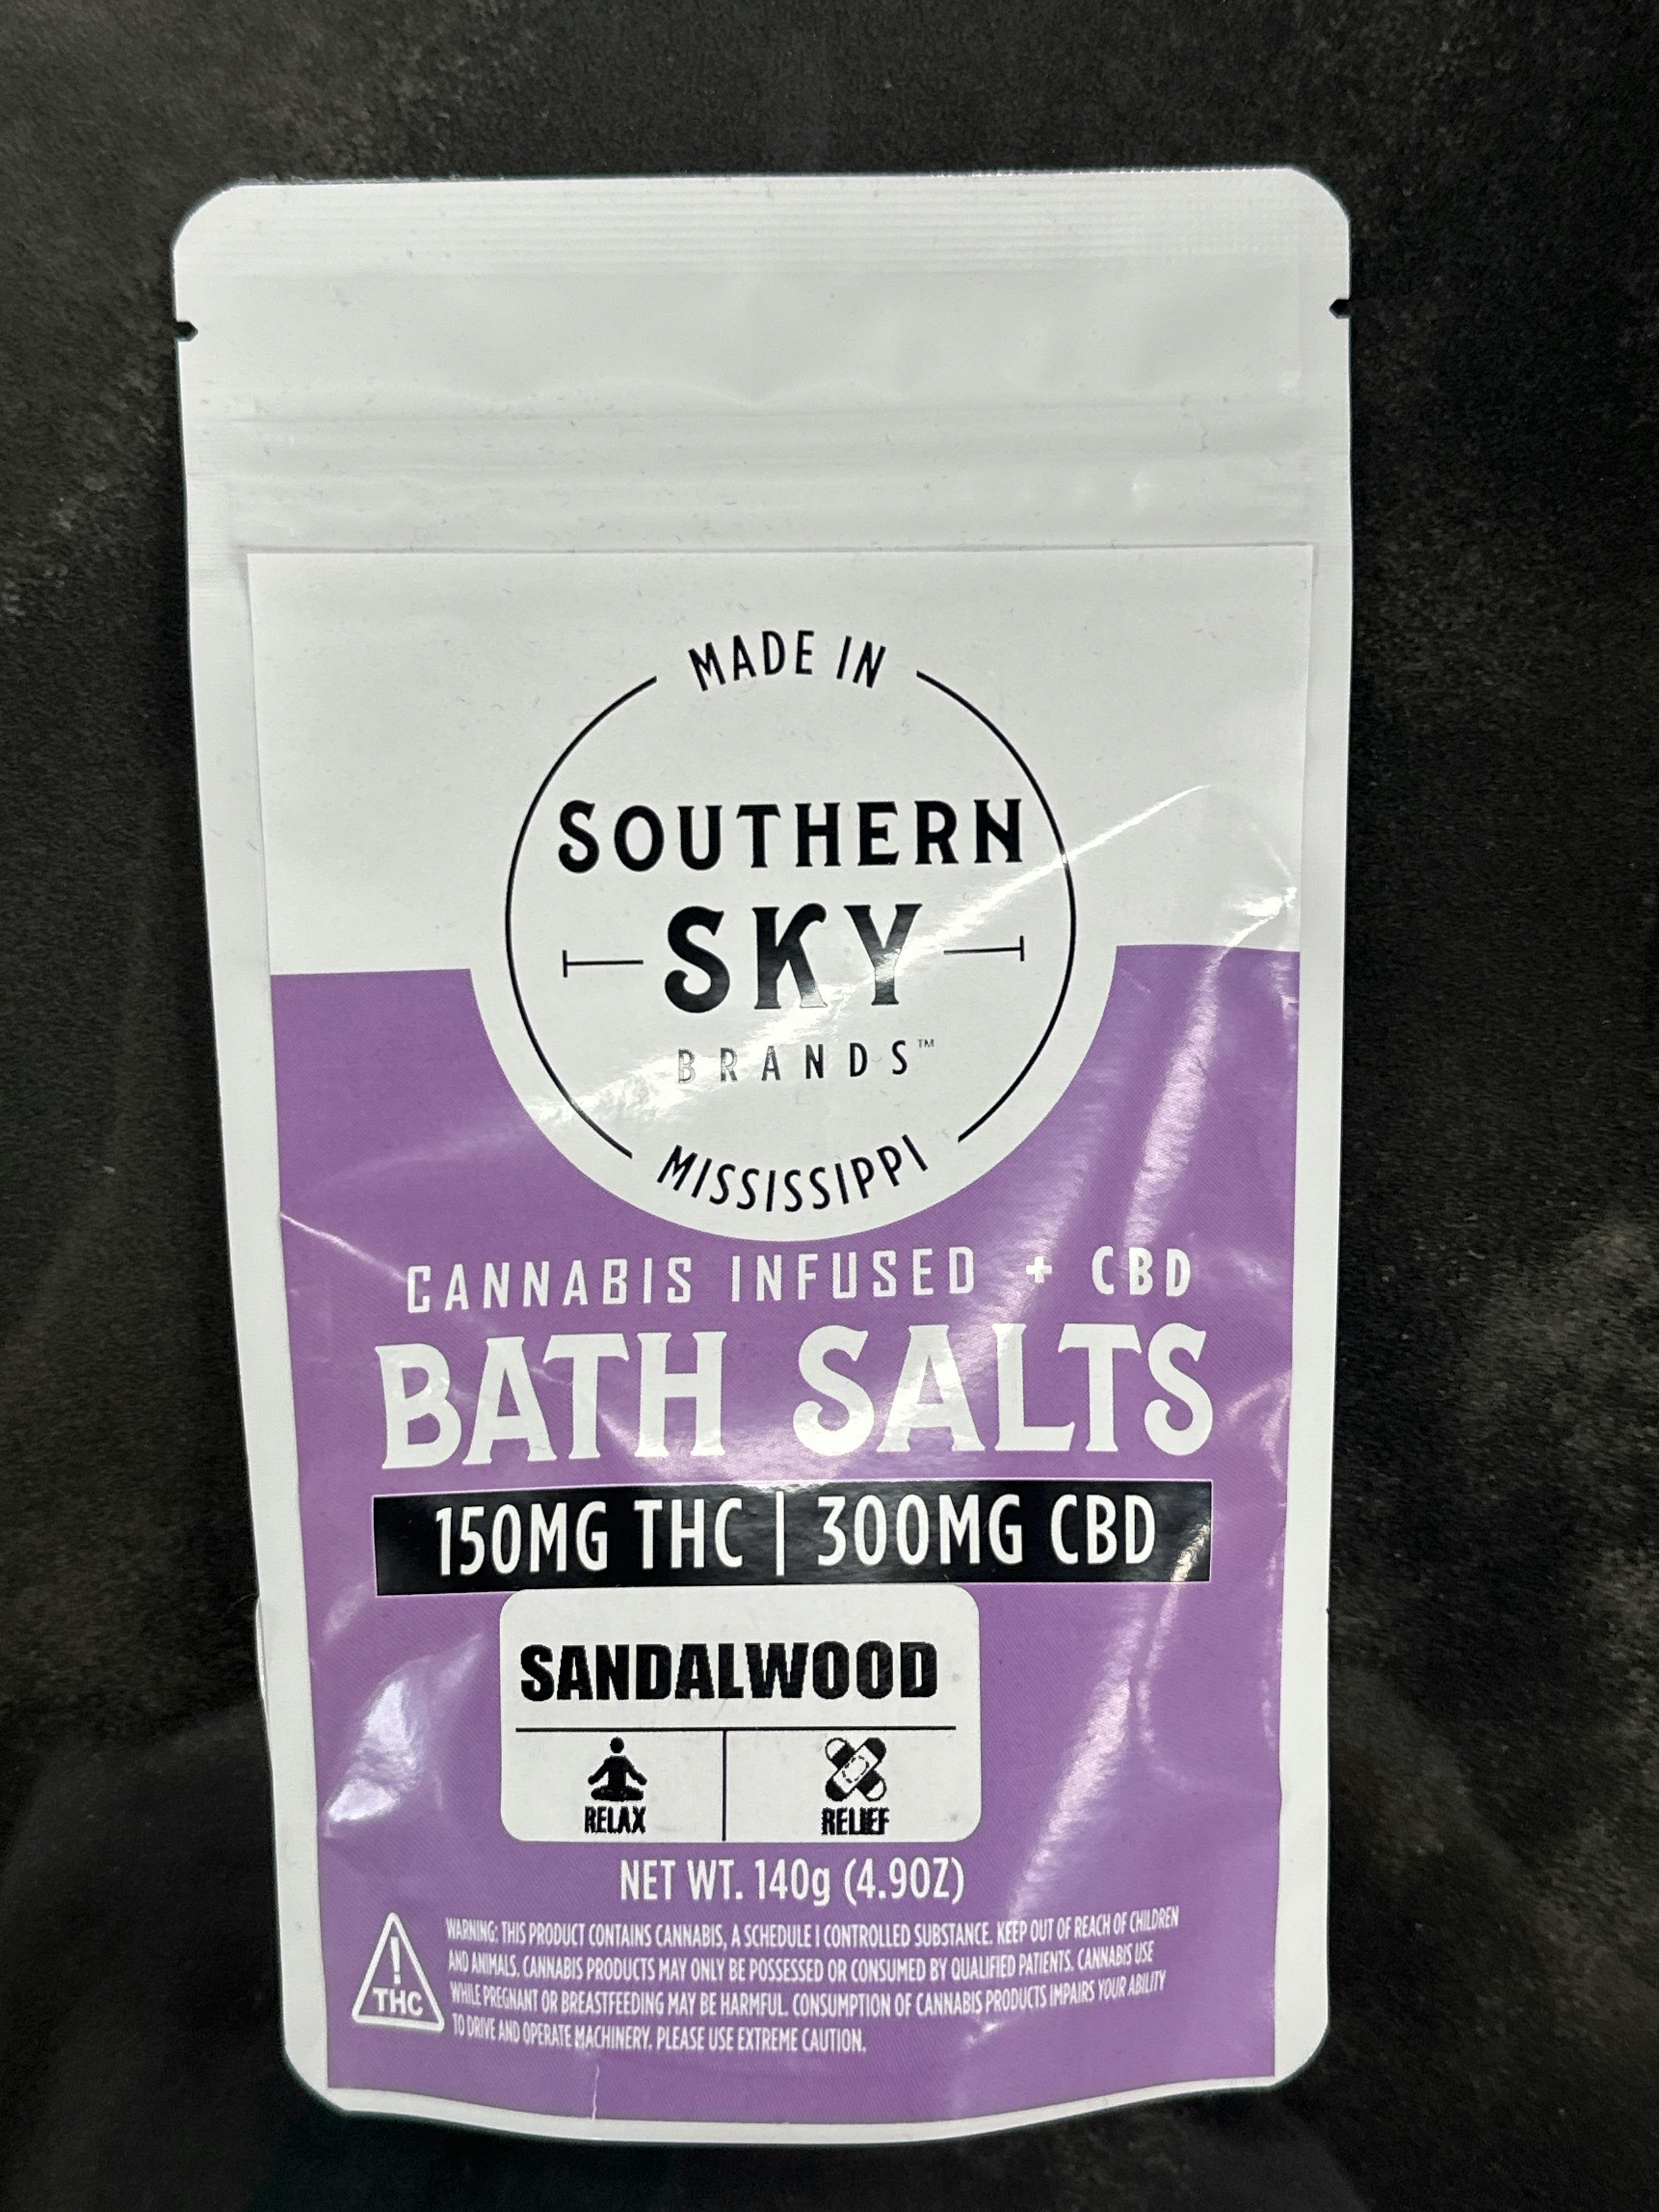 MADE IN
SOUTHERN
SKY
BRANDS™
MISSISSIPPI
CANNABIS INFUSED + CBD
BATH SALTS
150MG THC | 300MG CBD
SANDALWOOD
RELAX
RELIEF
NET WT. 140g (4.9OZ)
WARNING: THIS PRODUCT CONTAINS CANNABIS, A SCHEDULE I CONTROLLED SUBSTANCE. KEEP OUT OF REACH OF CHILDREN
AND ANIMALS. CANNABIS PRODUCTS MAY ONLY BE POSSESSED OR CONSUMED BY QUALIFIED PATIENTS. CANNABIS USE
WHILE PREGNANT OR BREASTFEEDING MAY BE HARMFUL. CONSUMPTION OF CANNABIS PRODUCTS IMPAIRS YOUR ABILITY
TO DRIVE AND OPERATE MACHINERY. PLEASE USE EXTREME CAUTION.
!
THC